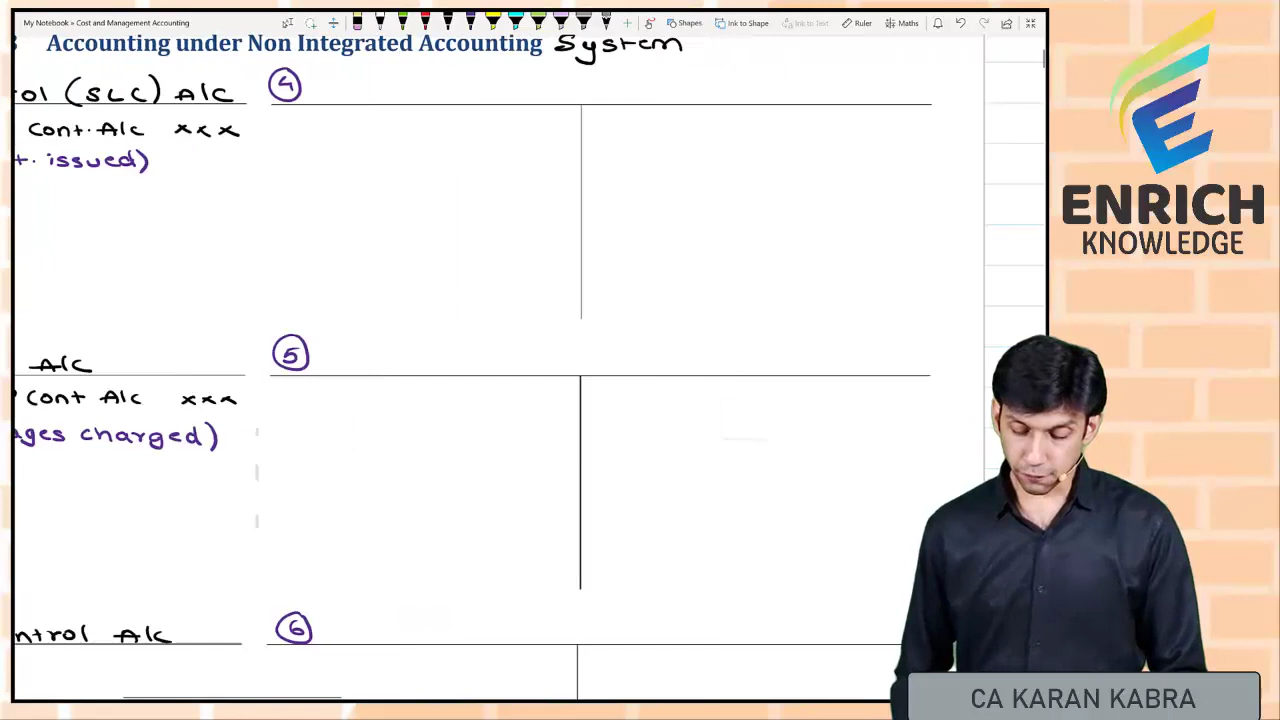 My Notebook » Cost and Management Accounting
Shapes
Ink to Shape
Ink to Text
Ruler
Maths
Accounting under Non Integrated Accounting System
ol (SLC) A/C
Cont. A/c xxx
t. issued)
4
A/C
Cont A/c xxx
ges charged)
5
ntrol A/c
6
ENRICH
KNOWLEDGE
CA KARAN KABRA